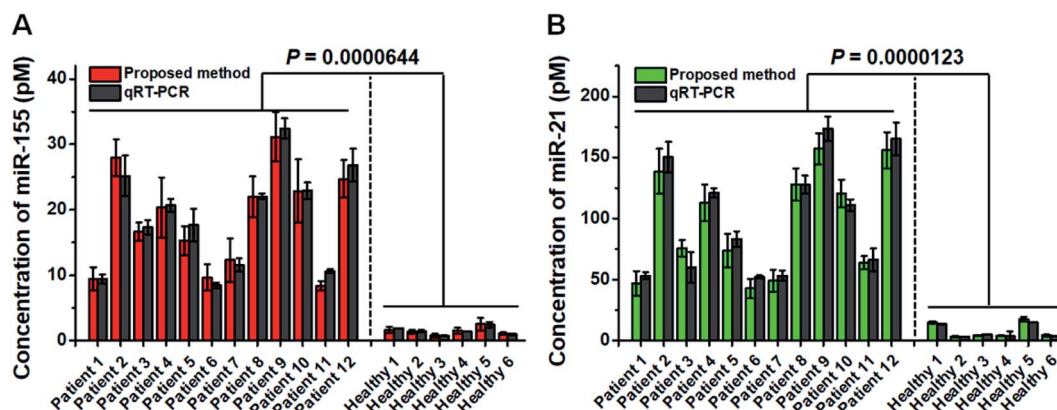 A
P = 0.0000644
Concentration of miR-155 (pM)
40
30
20
10
0
Proposed method
qRT-PCR
Patient 1
Patient 2
Patient 3
Patient 4
Patient 5
Patient 6
Patient 7
Patient 8
Patient 9
Patient 10
Patient 11
Patient 12
Healthy 1
Healthy 2
Healthy 3
Healthy 4
Healthy 5
Healthy 6
B
P = 0.0000123
Concentration of miR-21 (pM)
200
150
100
50
0
Proposed method
qRT-PCR
Patient 1
Patient 2
Patient 3
Patient 4
Patient 5
Patient 6
Patient 7
Patient 8
Patient 9
Patient 10
Patient 11
Patient 12
Healthy 1
Healthy 2
Healthy 3
Healthy 4
Healthy 5
Healthy 6